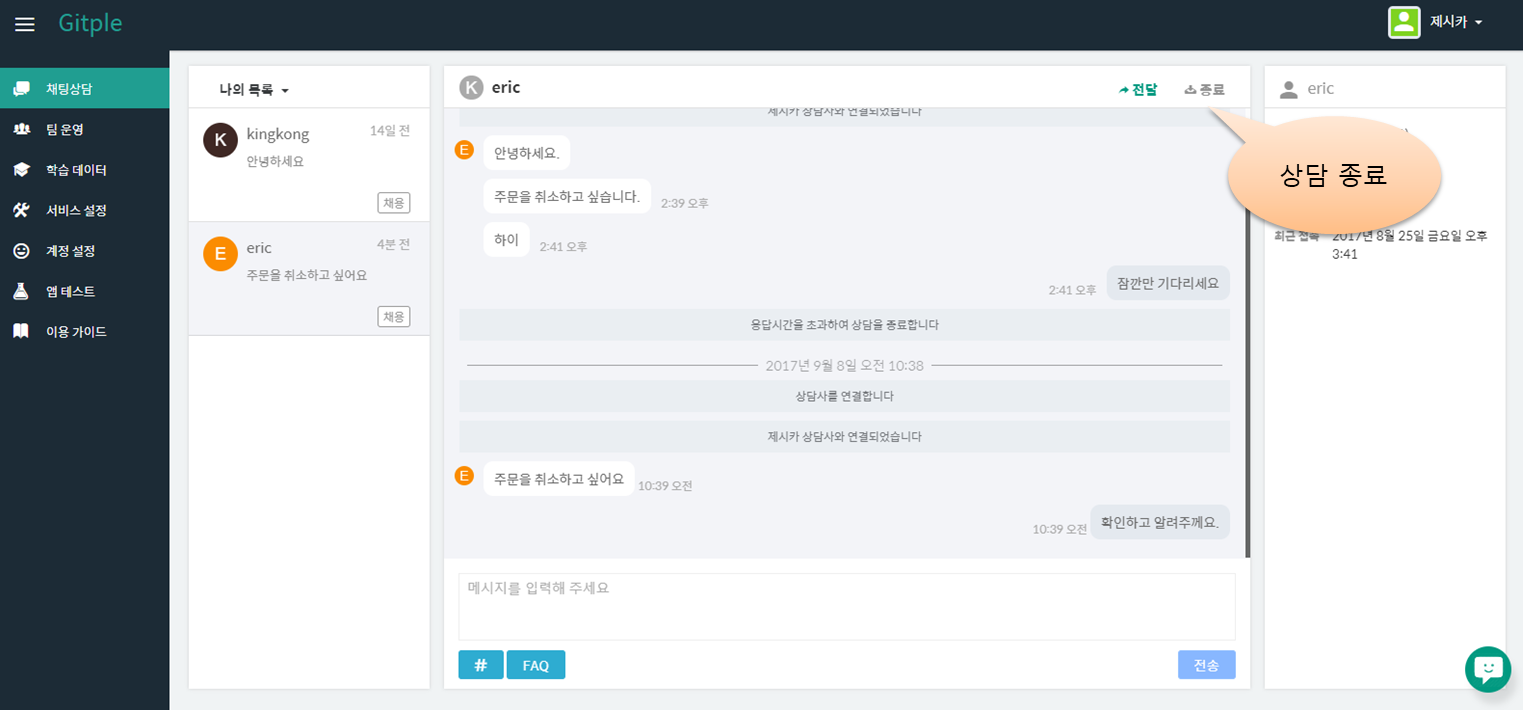 Gitple
제시카
채팅상담
팀 운영
학습 데이터
서비스 설정
계정 설정
앱 테스트
이용 가이드
나의 목록
K
kingkong
14일 전
안녕하세요
채용
E
eric
4분 전
주문을 취소하고 싶어요
채용
K
eric
전달
종료
제시카 상담사와 연결되었습니다
E
안녕하세요.
주문을 취소하고 싶습니다.
2:39 오후
하이
2:41 오후
2:41 오후
잠깐만 기다리세요
응답시간을 초과하여 상담을 종료합니다
2017년 9월 8일 오전 10:38
상담사를 연결합니다
제시카 상담사와 연결되었습니다
E
주문을 취소하고 싶어요
10:39 오전
10:39 오전
확인하고 알려주께요.
메시지를 입력해 주세요
#
FAQ
전송
eric
상담 종료
최근 접속
2017년 8월 25일 금요일 오후
3:41